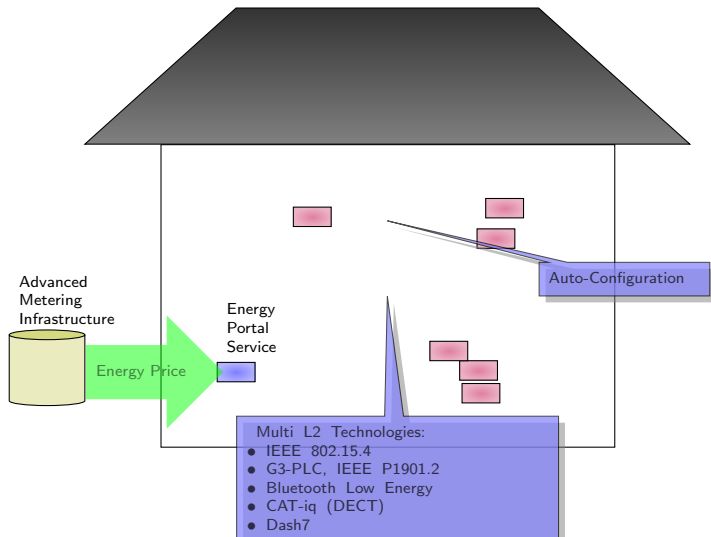 Advanced
Metering
Infrastructure
Energy
Portal
Service
Energy Price
Auto-Configuration
Multi L2 Technologies:
● IEEE 802.15.4
● G3-PLC, IEEE P1901.2
● Bluetooth Low Energy
● CAT-iq (DECT)
● Dash7